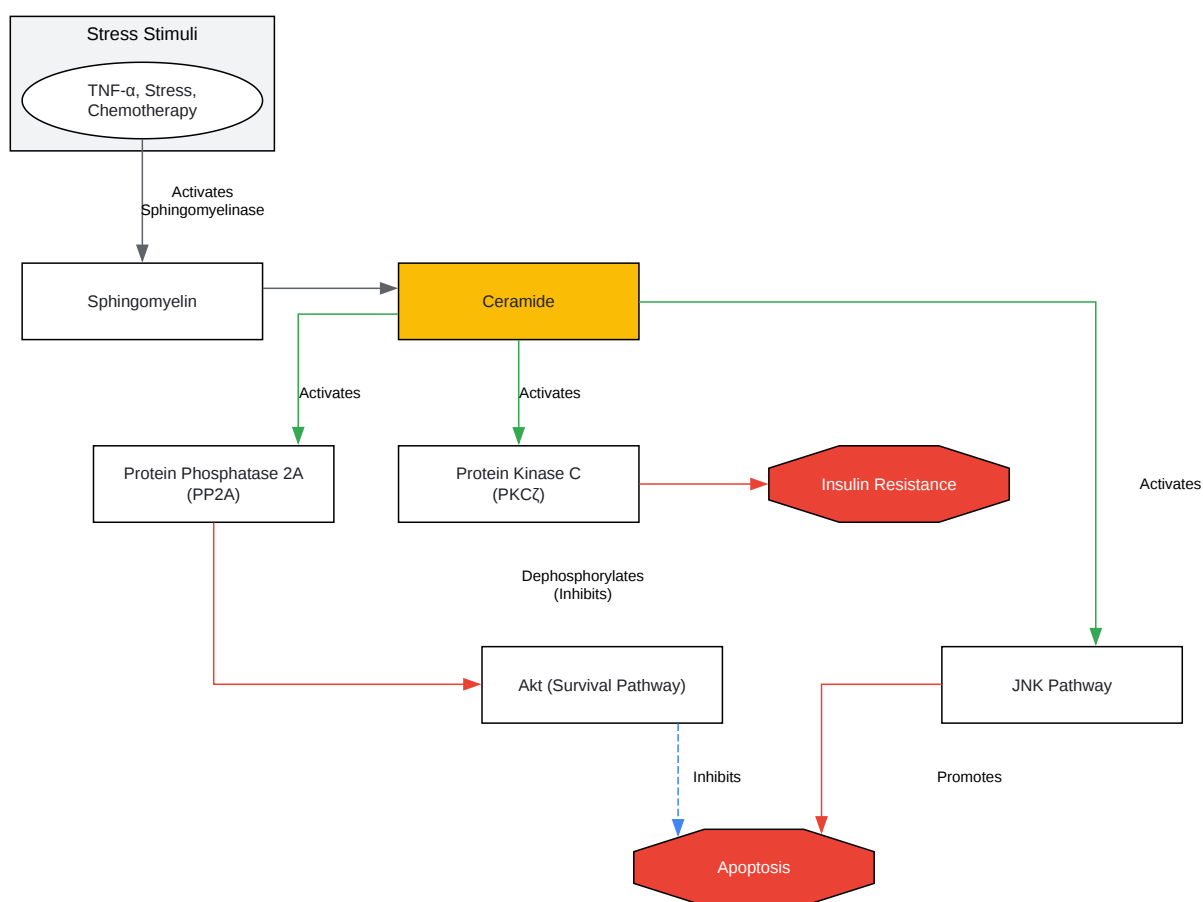 Stress Stimuli
TNF-α, Stress,
Chemotherapy
Activates
Sphingomyelinase
Sphingomyelin
Ceramide
Activates
Activates
Protein Phosphatase 2A
(PP2A)
Protein Kinase C
(PKCζ)
Insulin Resistance
Activates
Dephosphorylates
(Inhibits)
Akt (Survival Pathway)
JNK Pathway
Inhibits
Promotes
Apoptosis